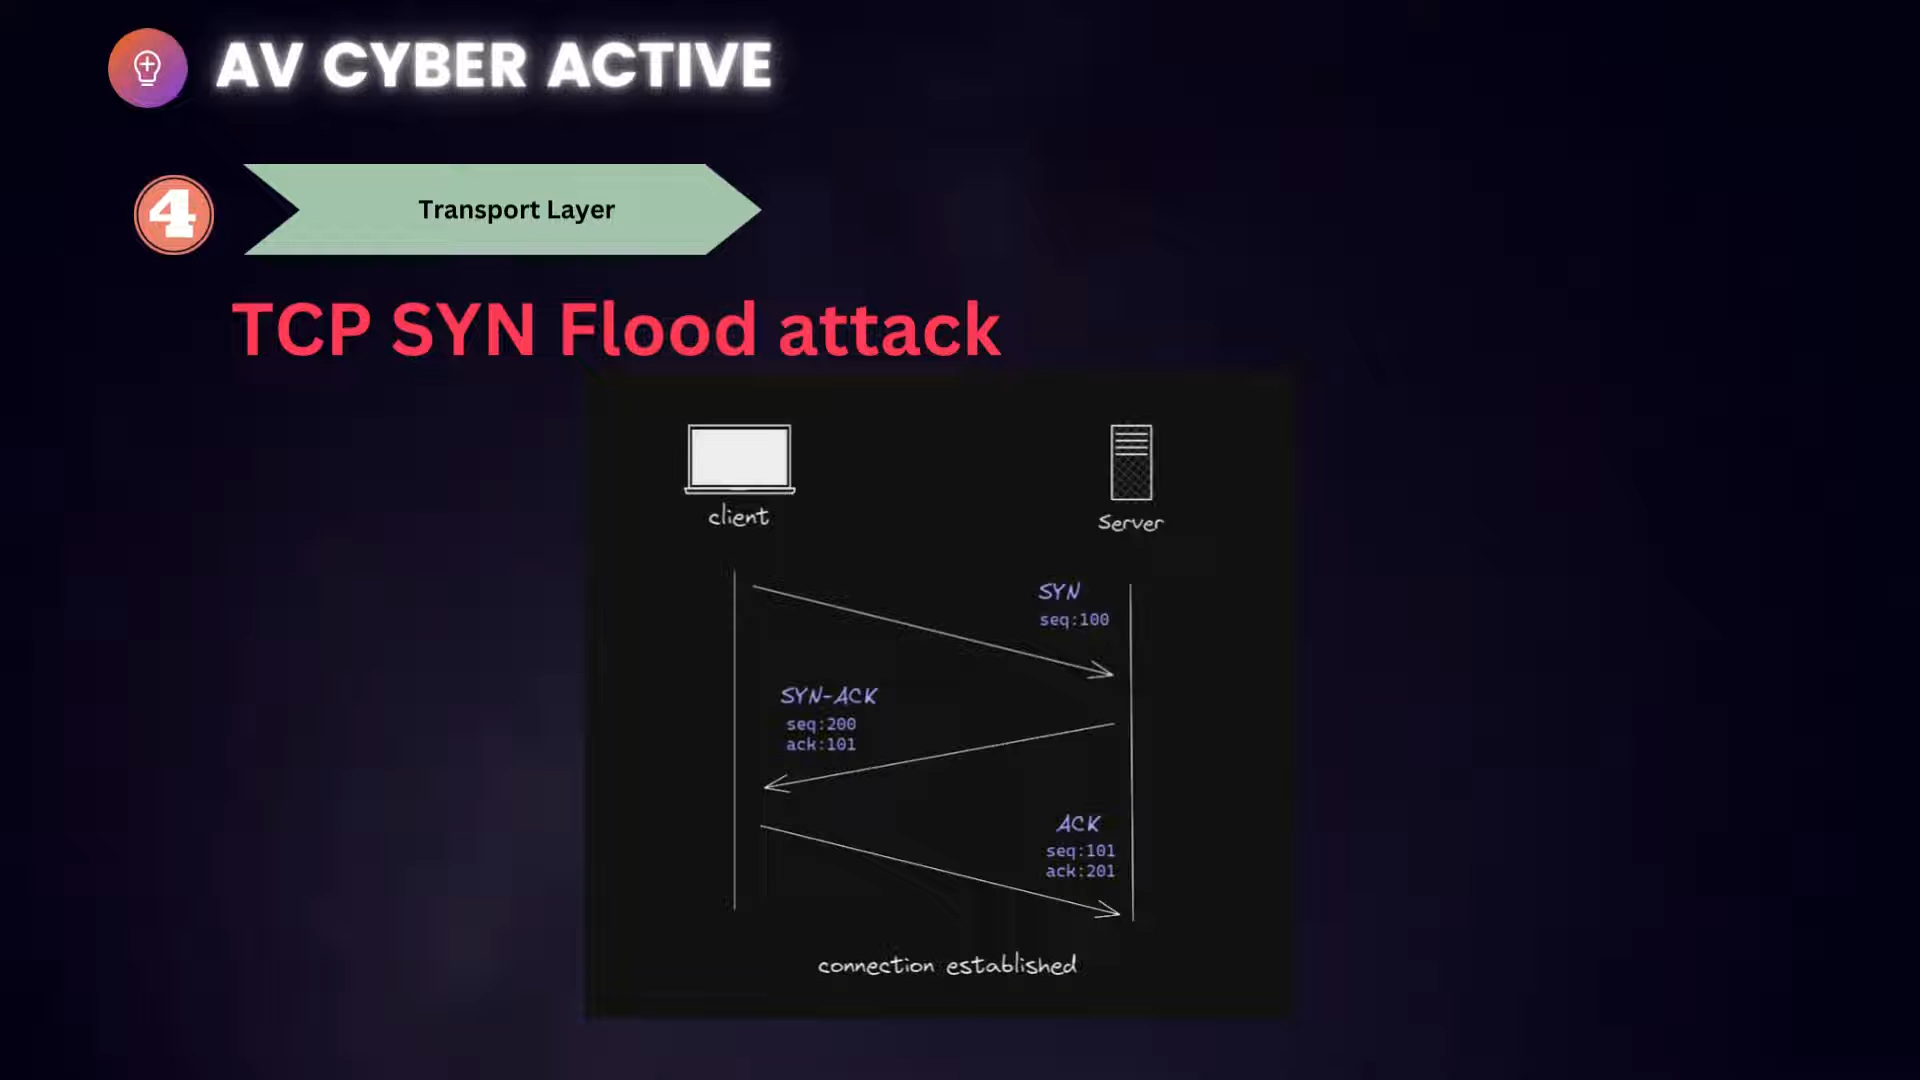 AV CYBER ACTIVE
4
Transport Layer
TCP SYN Flood attack
client
Server
SYN
seq:100
SYN-ACK
seq:200
ack:101
ACK
seq:101
ack:201
connection established